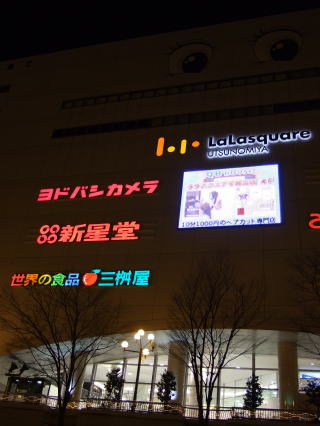 LaLasquare
UTSUNOMIYA
ヨドバシカメラ
10分1000円のヘアカット専門店
新星堂
世界の食品 三桝屋